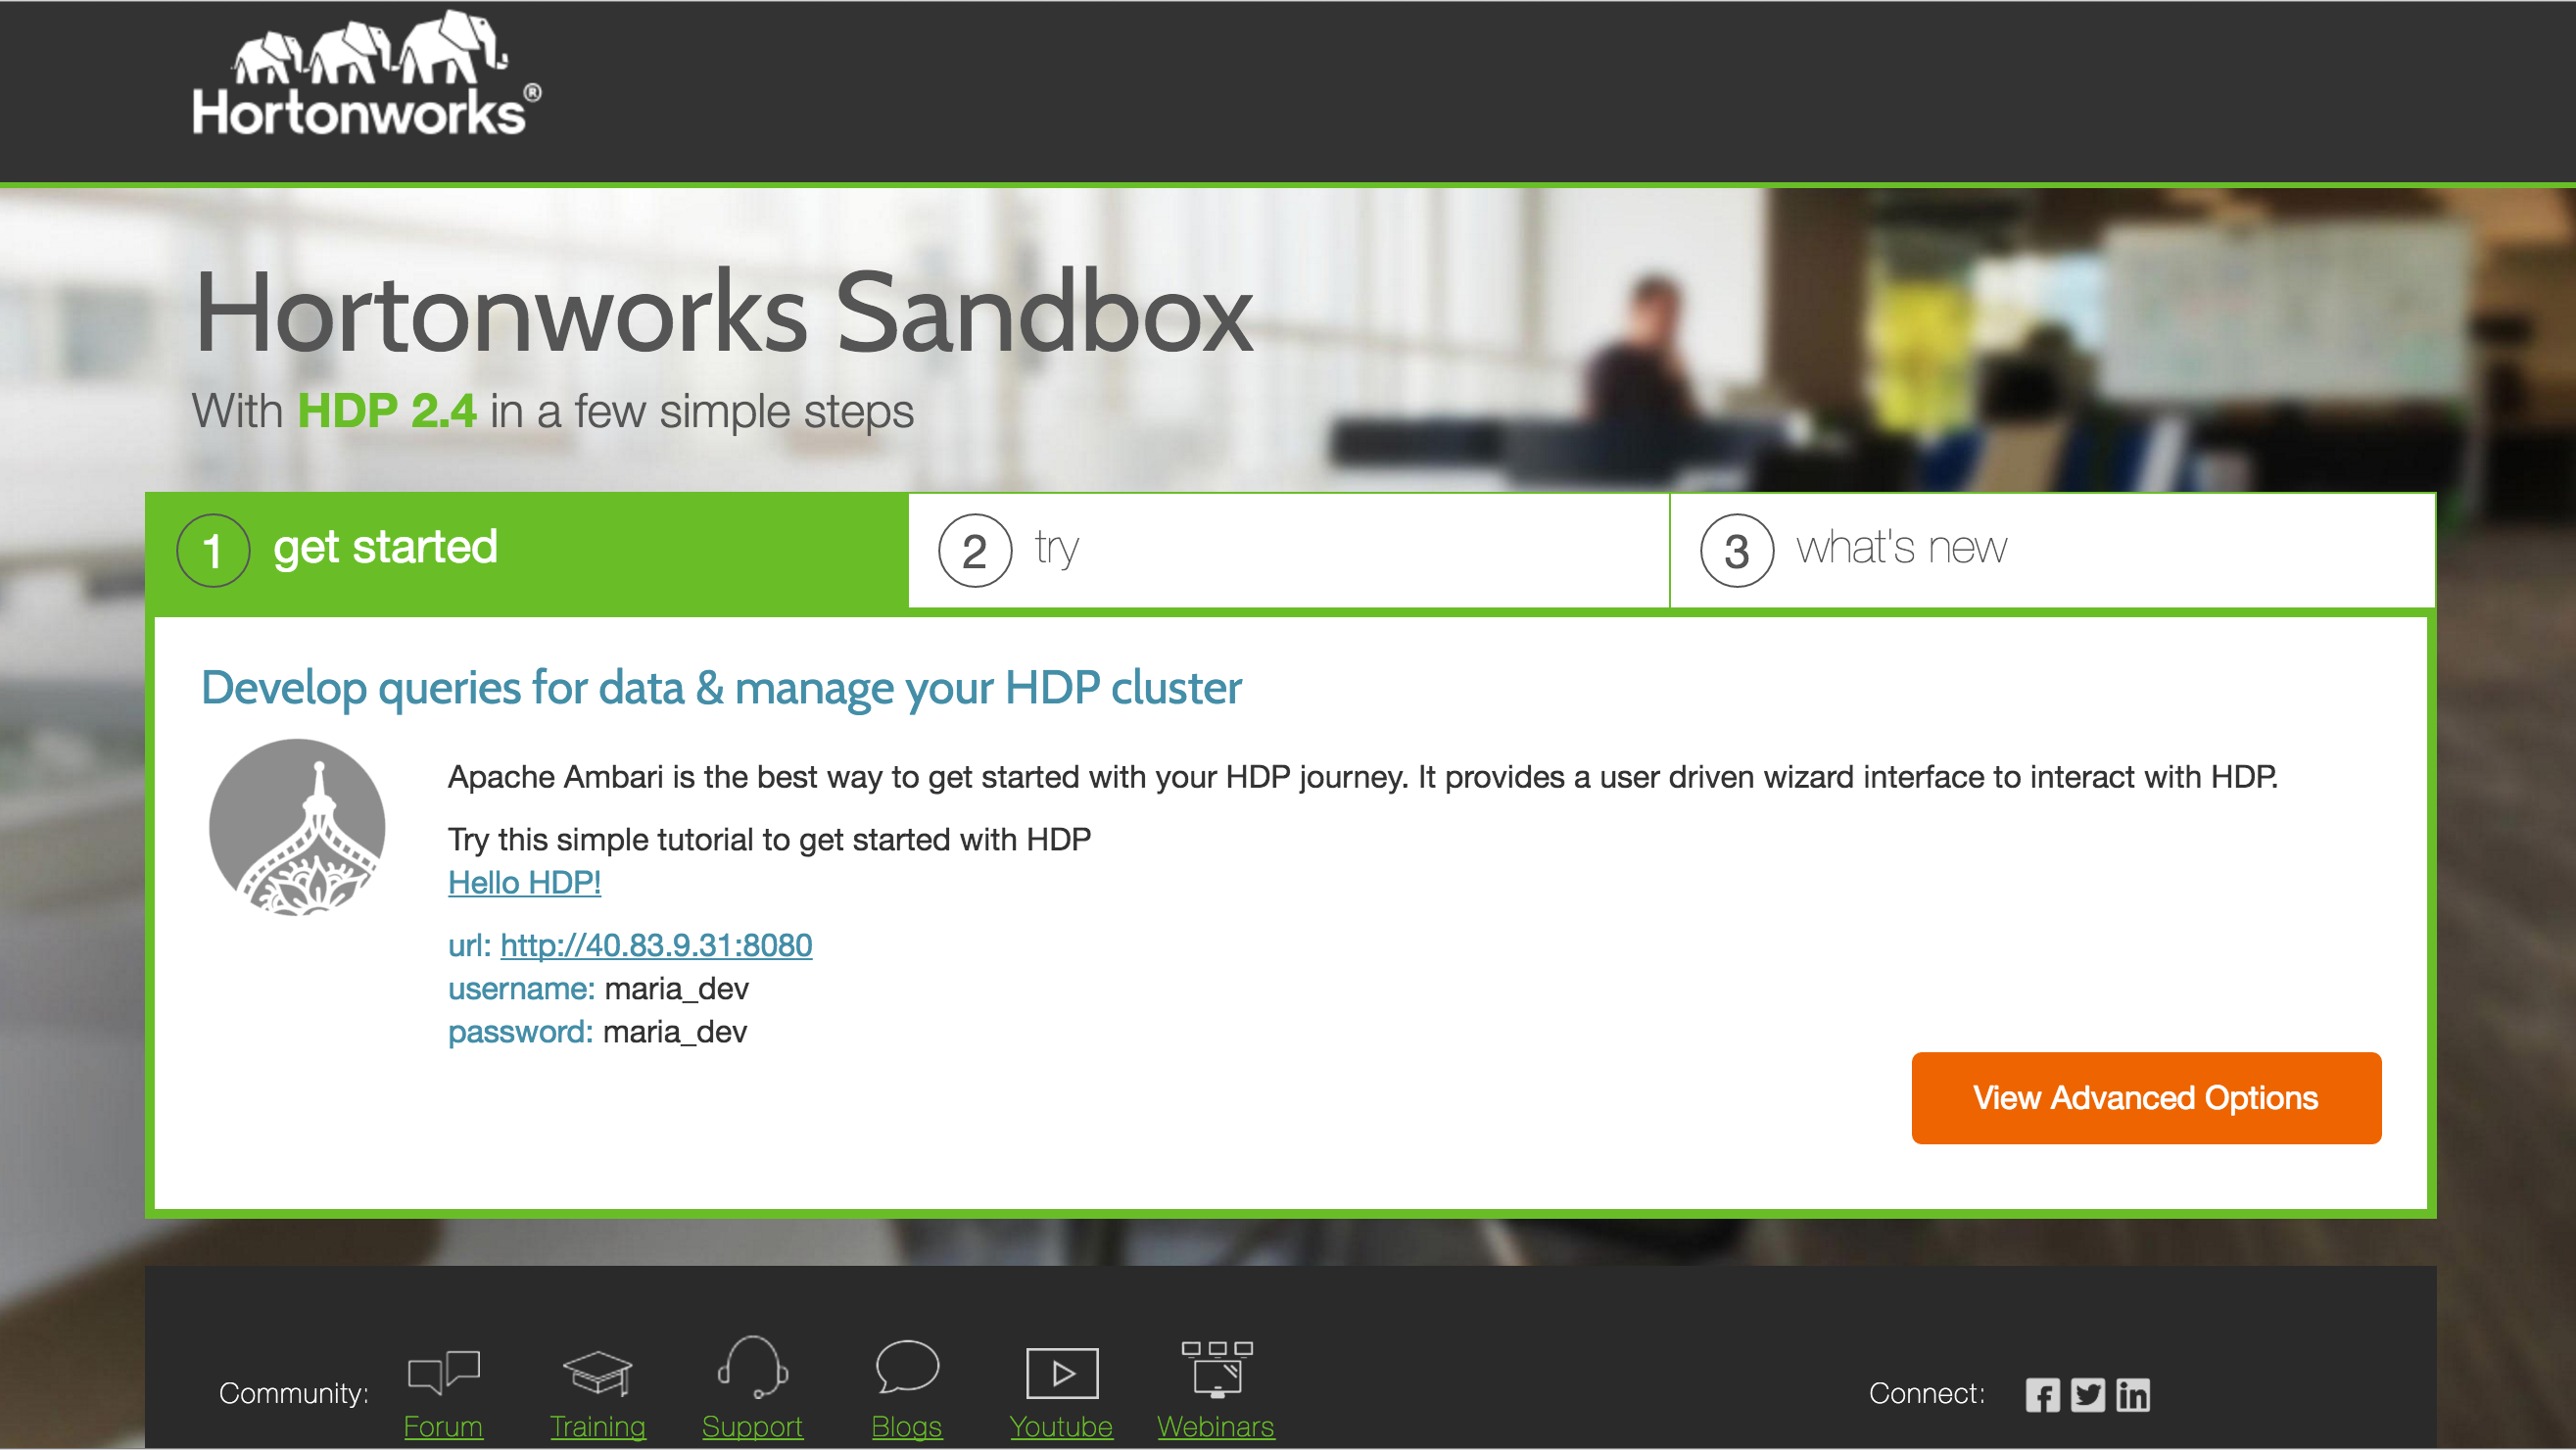 Hortonworks®
Hortonworks Sandbox
With HDP 2.4 in a few simple steps
1 get started
2 try
3 what's new
Develop queries for data & manage your HDP cluster
Apache Ambari is the best way to get started with your HDP journey. It provides a user driven wizard interface to interact with HDP.
Try this simple tutorial to get started with HDP
Hello HDP!
url: http://40.83.9.31:8080
username: maria_dev
password: maria_dev
View Advanced Options
Community:
Forum
Training
Support
Blogs
Youtube
Webinars
Connect: